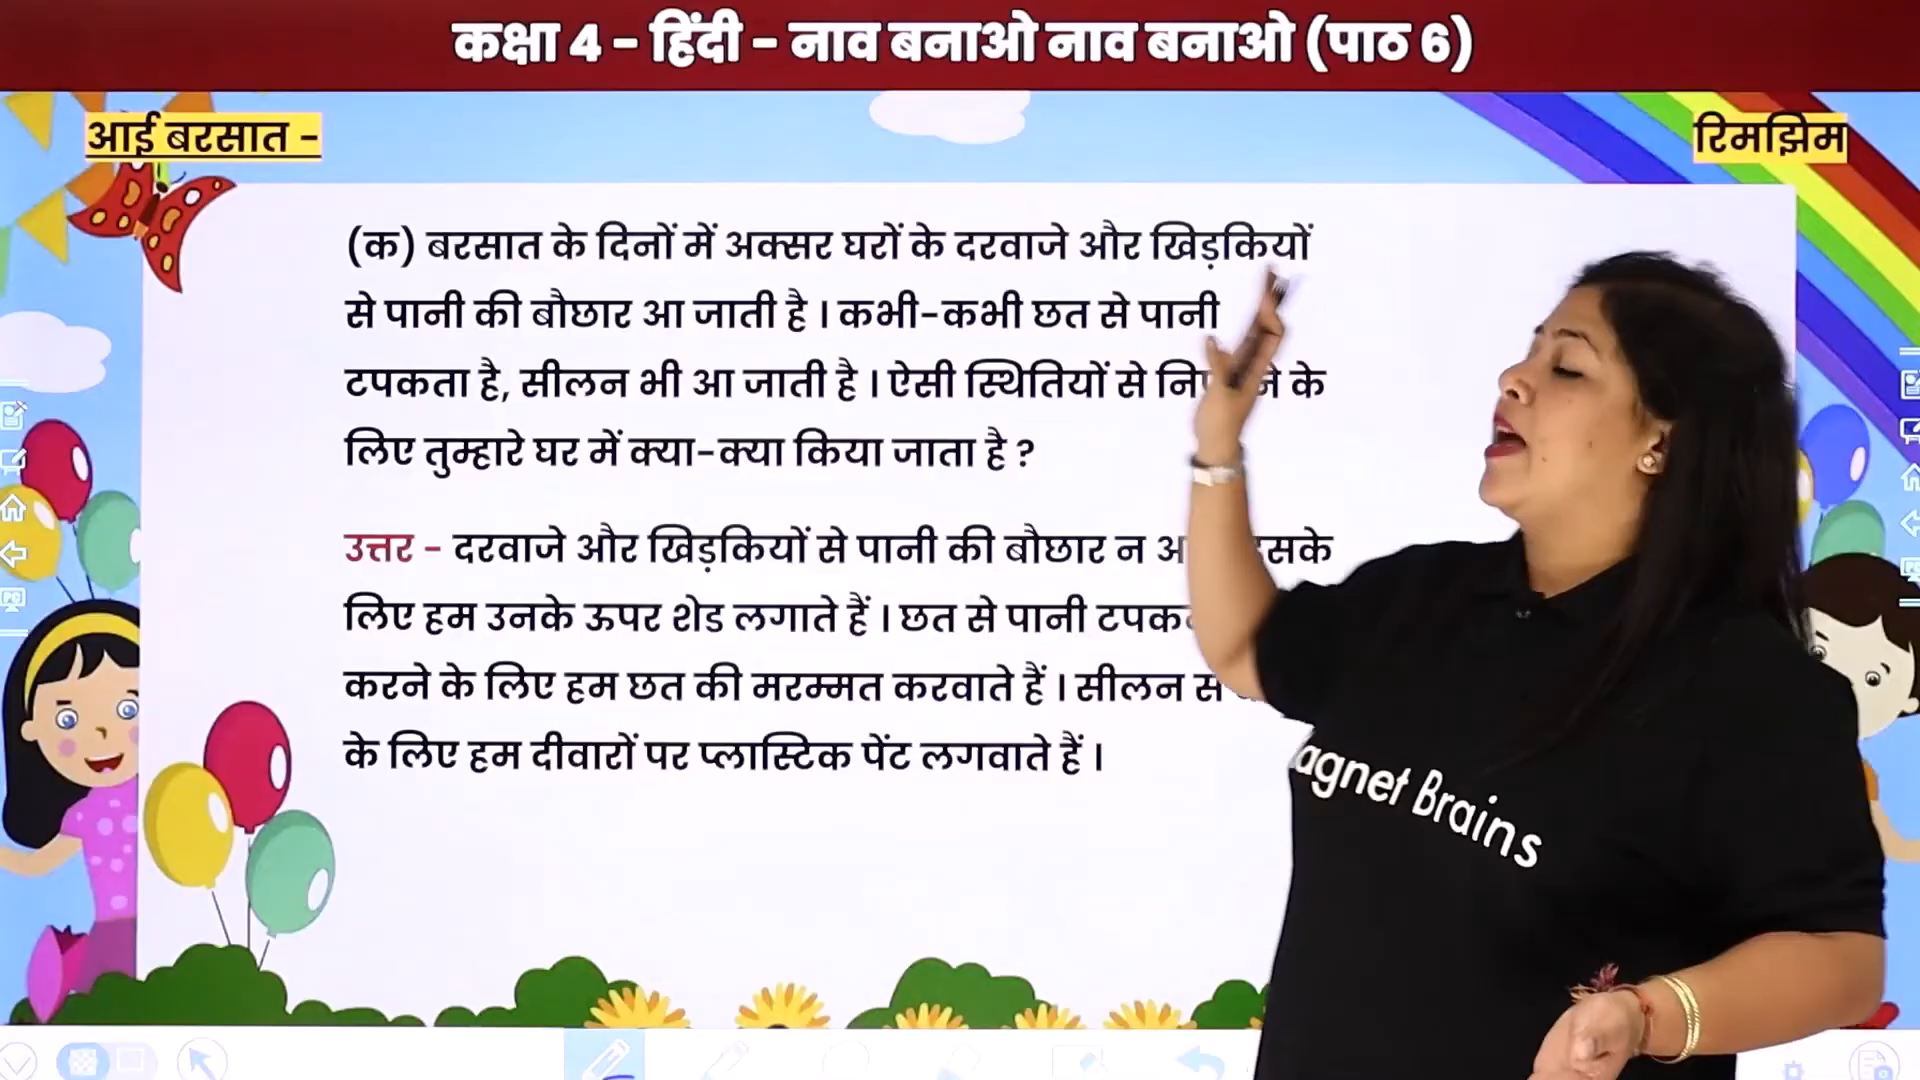 कक्षा 4 - हिंदी - नाव बनाओ नाव बनाओ (पाठ 6)
आई बरसात -
रिमझिम
(क) बरसात के दिनों में अक्सर घरों के दरवाजे और खिड़कियों
से पानी की बौछार आ जाती है । कभी-कभी छत से पानी
टपकता है, सीलन भी आ जाती है । ऐसी स्थितियों से के
लिए तुम्हारे घर में क्या-क्या किया जाता है ?
उत्तर - दरवाजे और खिड़कियों से पानी की बौछार न
लिए हम उनके ऊपर शेड लगाते हैं । छत से पानी
करने के लिए हम छत की मरम्मत करवाते हैं । सीलन से
के लिए हम दीवारों पर प्लास्टिक पेंट लगवाते हैं ।
agnet Brains